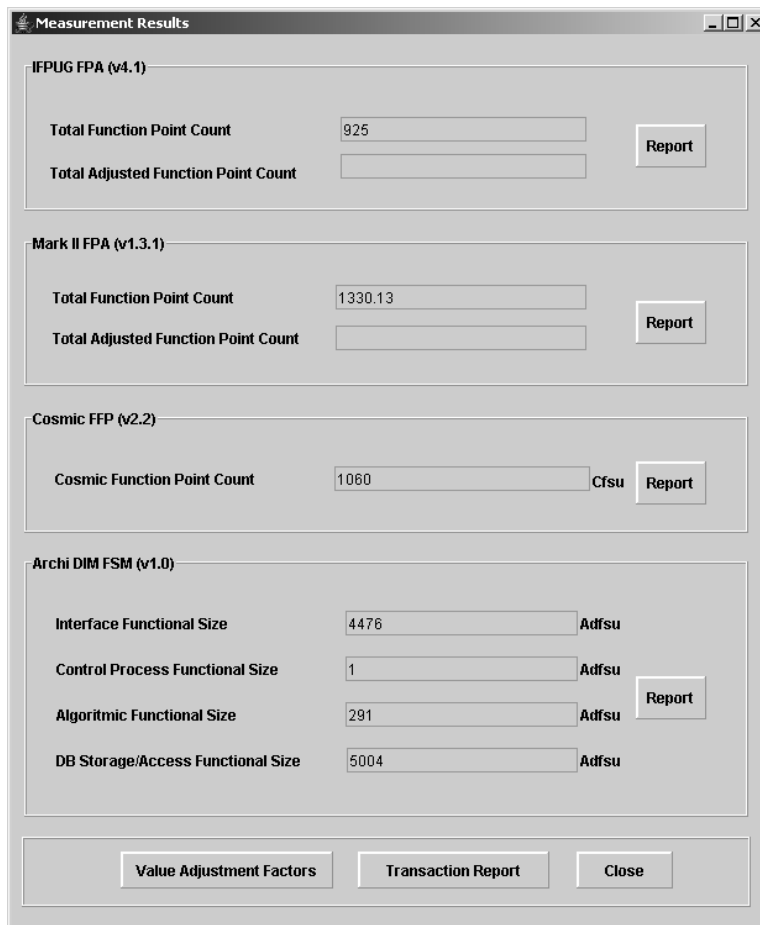 Measurement Results
IFPUG FPA (v4.1)
Total Function Point Count 925
Report
Total Adjusted Function Point Count
Mark II FPA (v1.3.1)
Total Function Point Count 1330.13
Report
Total Adjusted Function Point Count
Cosmic FFP (v2.2)
Cosmic Function Point Count 1060 Cfsu Report
Archi DIM FSM (v1.0)
Interface Functional Size 4476 Adfsu
Control Process Functional Size 1 Adfsu
Report
Algoritmic Functional Size 291 Adfsu
DB Storage/Access Functional Size 5004 Adfsu
Value Adjustment Factors Transaction Report Close